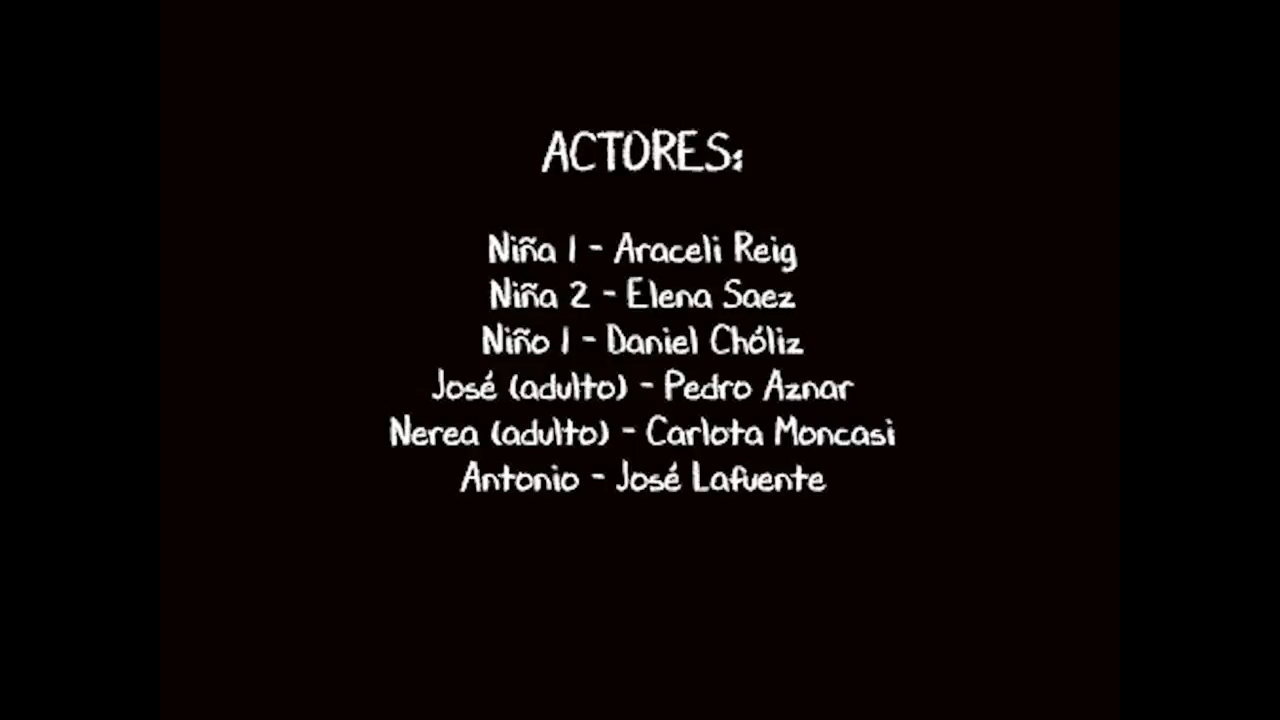 ACTORES:
Niña 1 - Araceli Reig
Niña 2 - Elena Saez
Niño 1 - Daniel Chóliz
José (adulto) - Pedro Aznar
Nerea (adulto) - Carlota Moncasi
Antonio - José Lafuente